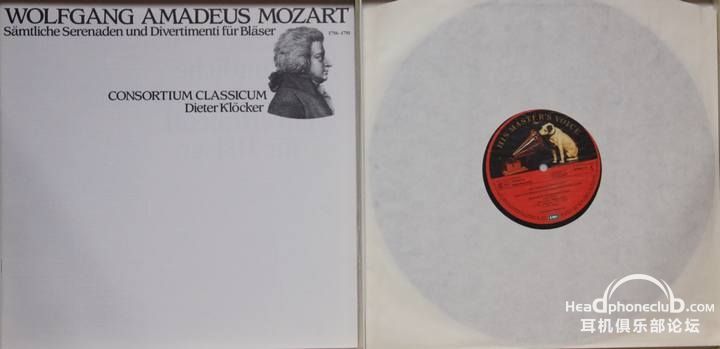 WOLFGANG AMADEUS MOZART
Sämtliche Serenaden und Divertimenti für Bläser
1756-1791
CONSORTIUM CLASSICUM
Dieter Klöcker
HIS MASTER'S VOICE
EMI
Headphoneclub.com
耳机俱乐部论坛